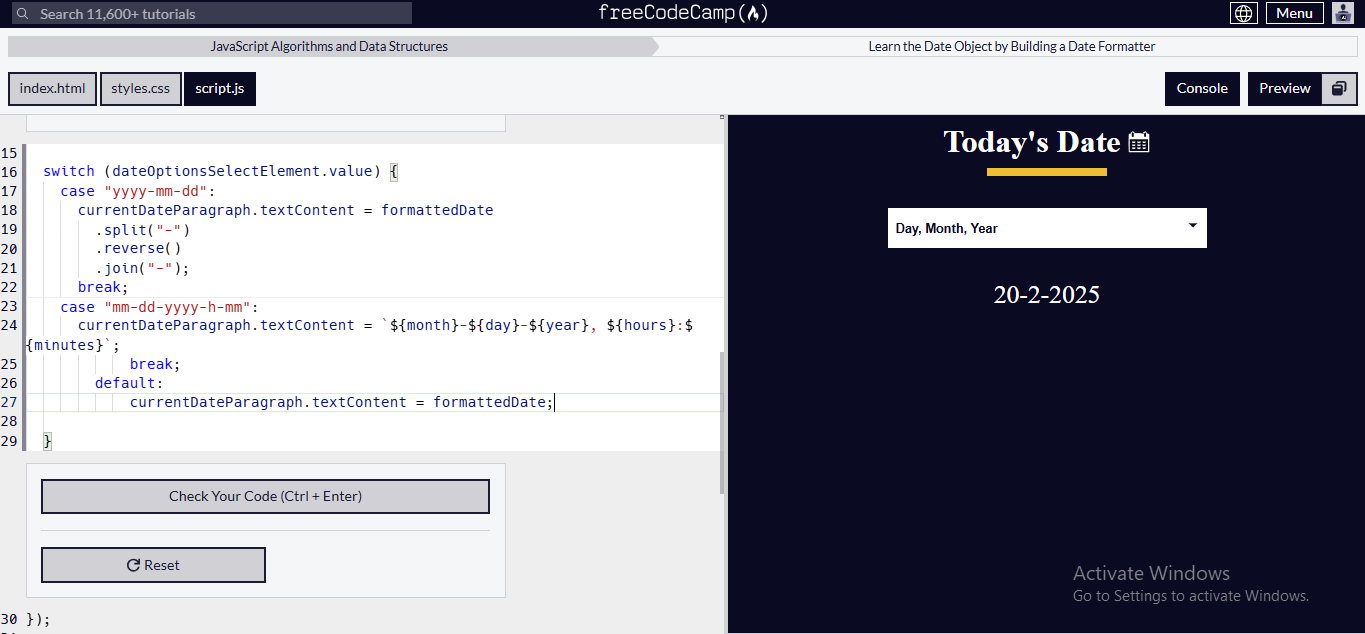 Search 11,600+ tutorials
freeCodeCamp
Menu
JavaScript Algorithms and Data Structures
Learn the Date Object by Building a Date Formatter
index.html
styles.css
script.js
Console
Preview
15
16 switch (dateOptionsSelectElement.value) {
17 case "yyyy-mm-dd":
18 currentDateParagraph.textContent = formattedDate
19 .split("-")
20 .reverse()
21 .join("-");
22 break;
23 case "mm-dd-yyyy-h-mm":
24 currentDateParagraph.textContent = `${month}-${day}-${year}, ${hours}:$
{minutes}`;
25 break;
26 default:
27 currentDateParagraph.textContent = formattedDate;
28
29 }
Check Your Code (Ctrl + Enter)
Reset
30 });
Today's Date
Day, Month, Year
20-2-2025
Activate Windows
Go to Settings to activate Windows.